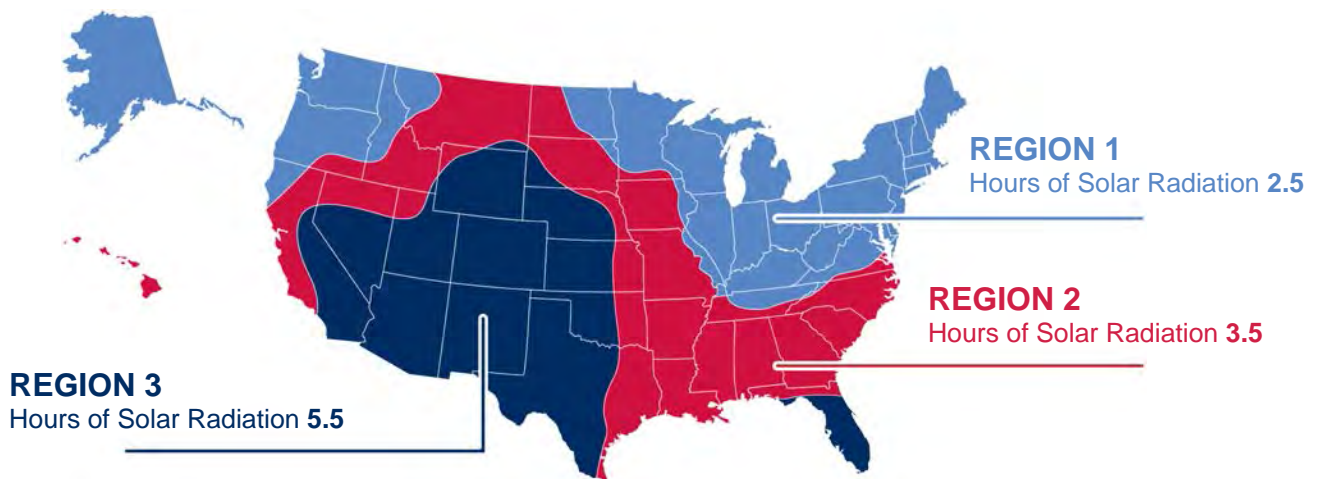 REGION 1
Hours of Solar Radiation 2.5
REGION 2
Hours of Solar Radiation 3.5
REGION 3
Hours of Solar Radiation 5.5